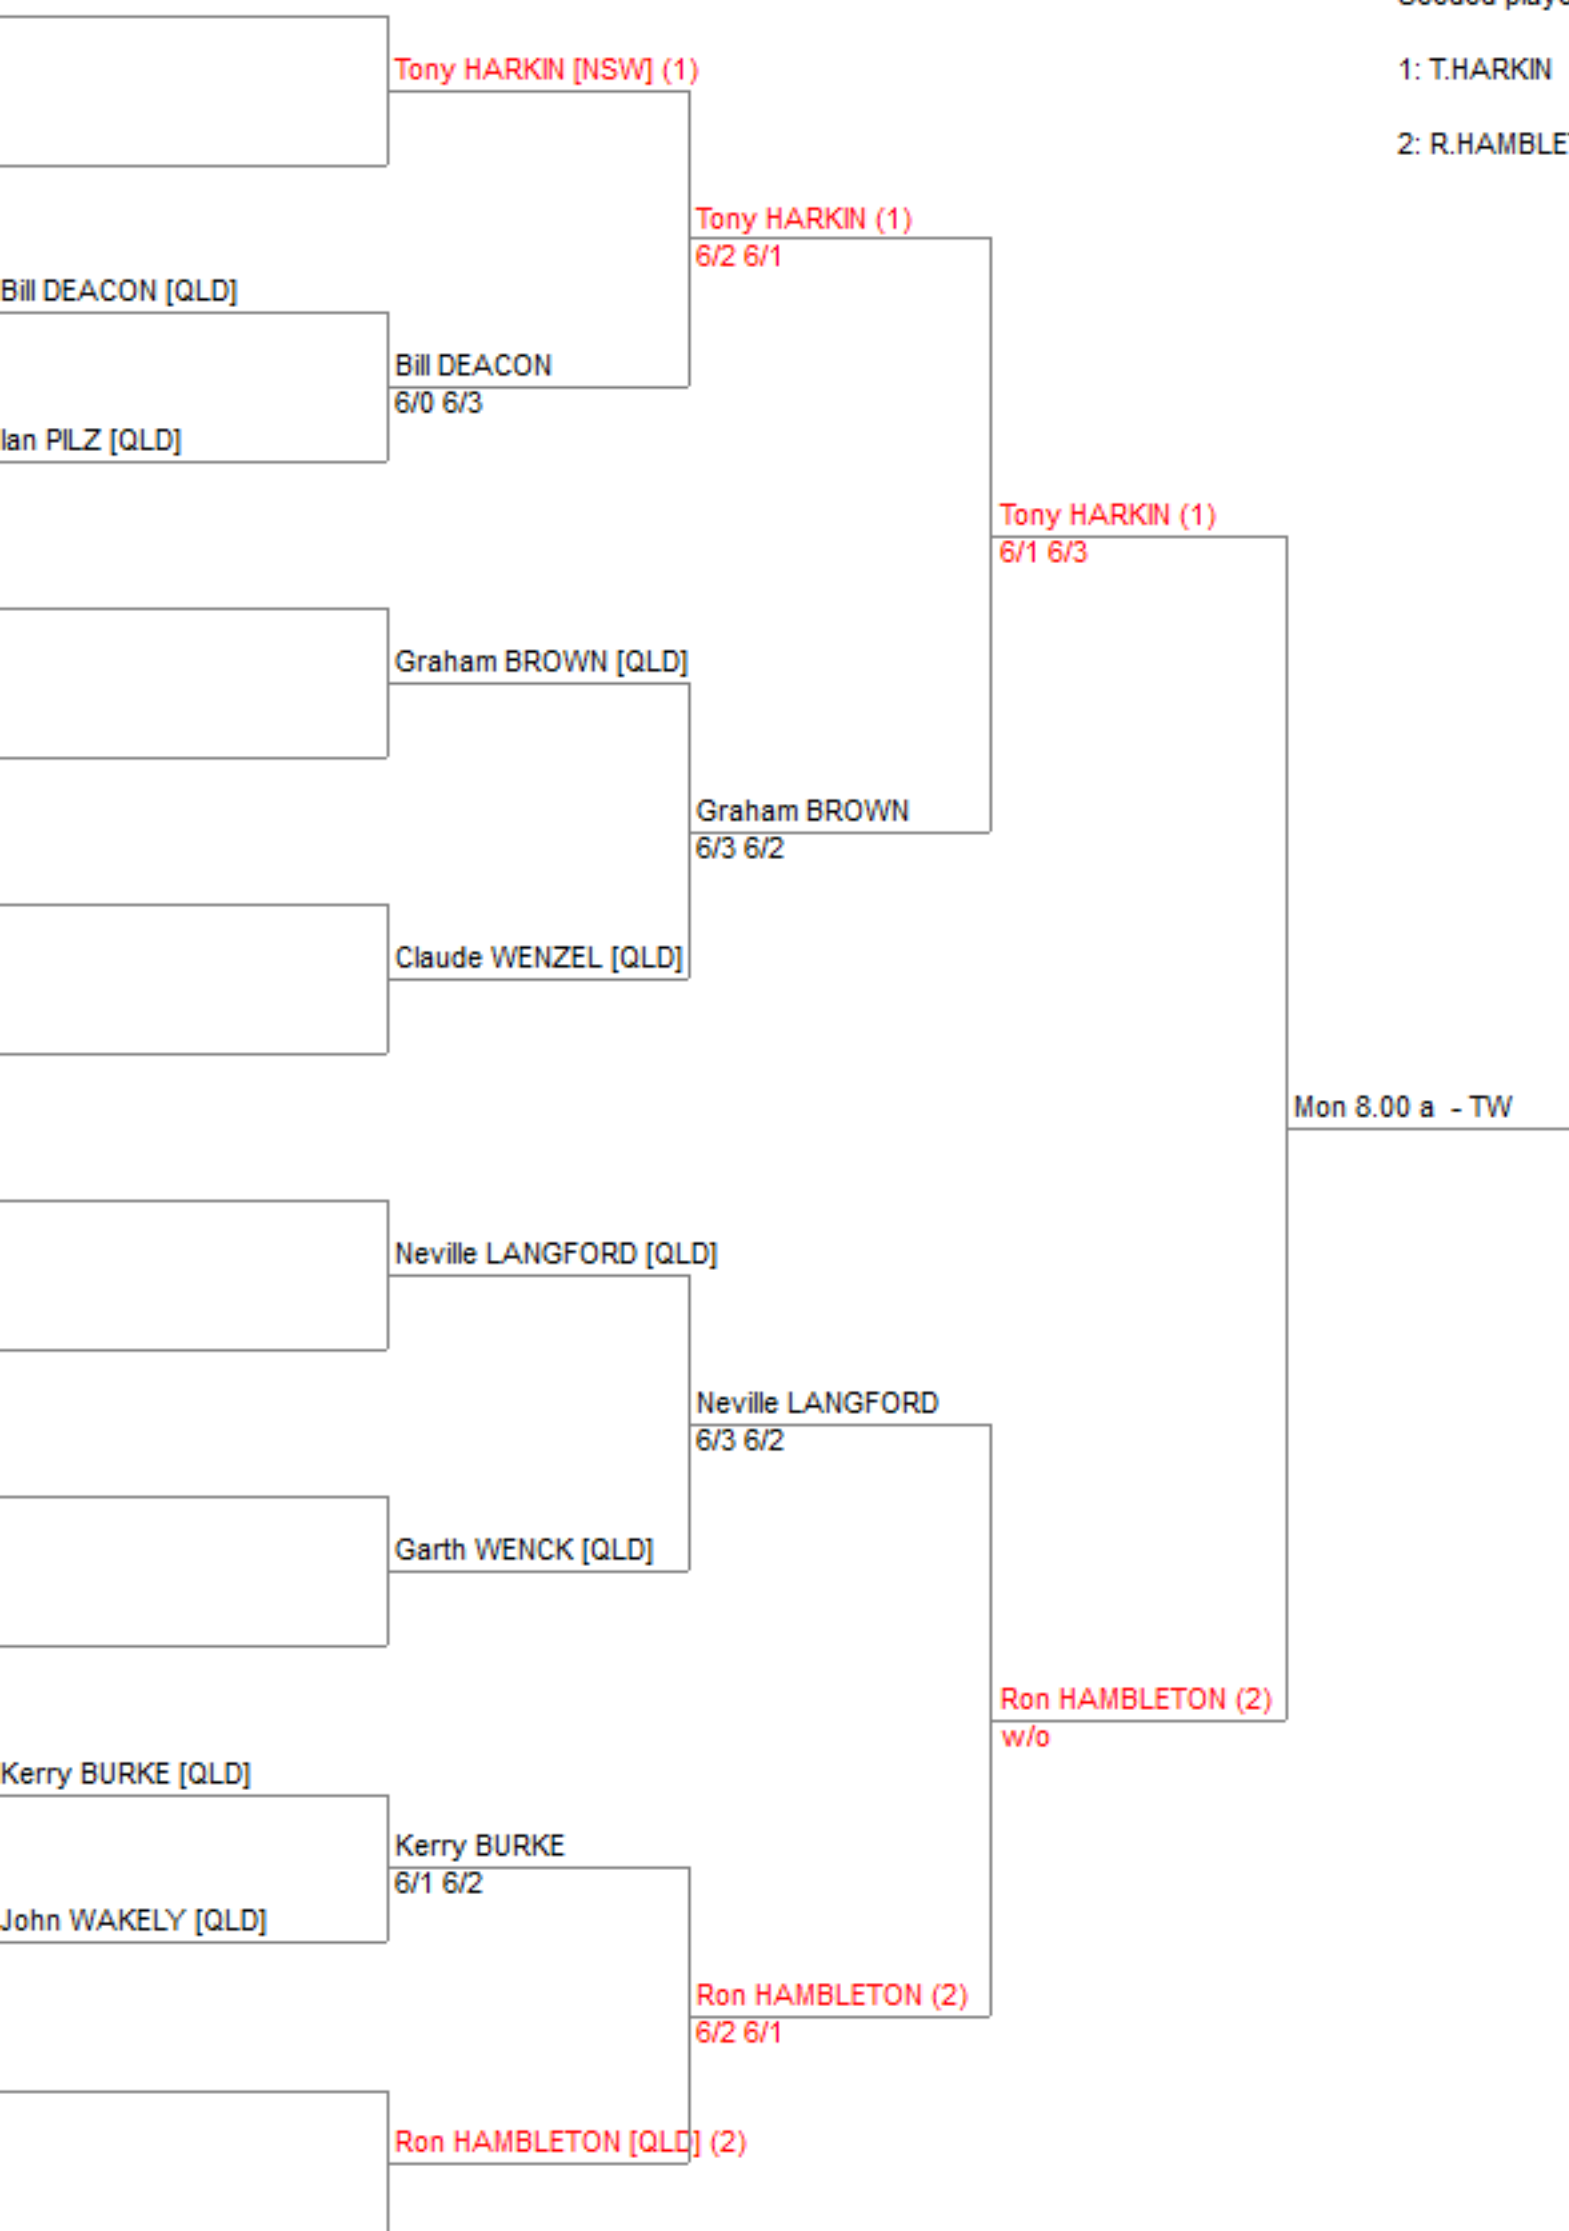 1: T.HARKIN
2: R.HAMBLE
Tony HARKIN [NSW] (1)
Tony HARKIN (1)
6/2 6/1
Bill DEACON [QLD]
Bill DEACON
6/0 6/3
Ian PILZ [QLD]
Tony HARKIN (1)
6/1 6/3
Graham BROWN [QLD]
Graham BROWN
6/3 6/2
Claude WENZEL [QLD]
Mon 8.00 a - TW
Neville LANGFORD [QLD]
Neville LANGFORD
6/3 6/2
Garth WENCK [QLD]
Ron HAMBLETON (2)
w/o
Kerry BURKE [QLD]
Kerry BURKE
6/1 6/2
John WAKELY [QLD]
Ron HAMBLETON (2)
6/2 6/1
Ron HAMBLETON [QLD] (2)